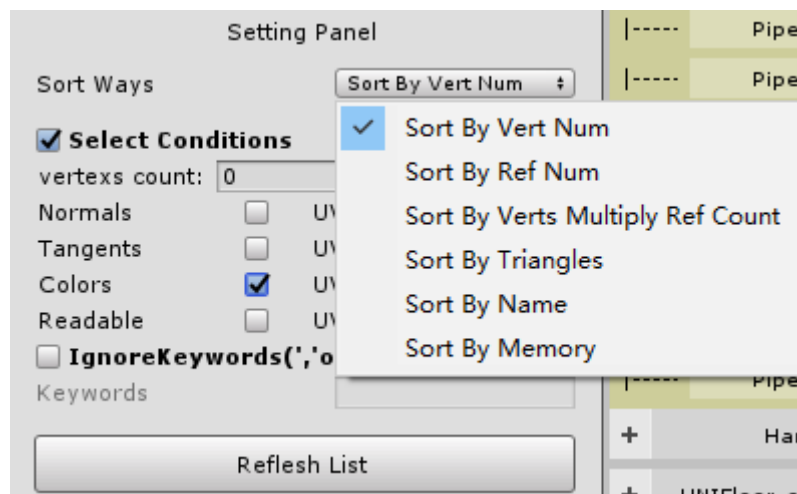 Setting Panel
|----- Pipe
Sort Ways Sort By Vert Num
|----- Pipe
Select Conditions
vertexs count: 0
Normals
Tangents
Colors
Readable
IgnoreKeywords(','o
Keywords
Sort By Vert Num
Sort By Ref Num
Sort By Verts Multiply Ref Count
Sort By Triangles
Sort By Name
Sort By Memory
Reflesh List
+ Har